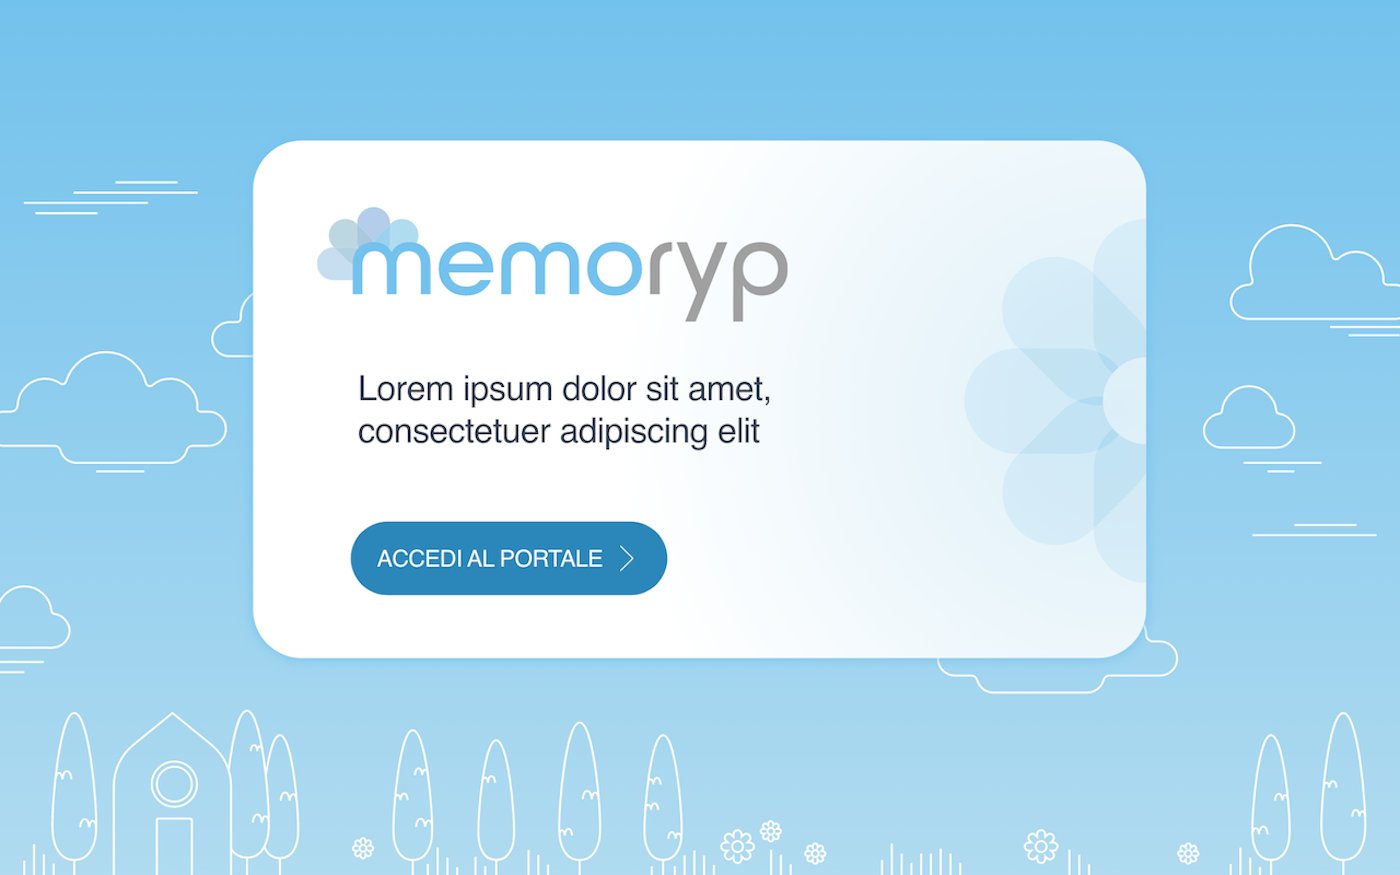 memoryp
Lorem ipsum dolor sit amet,
consectetuer adipiscing elit
ACCEDI AL PORTALE